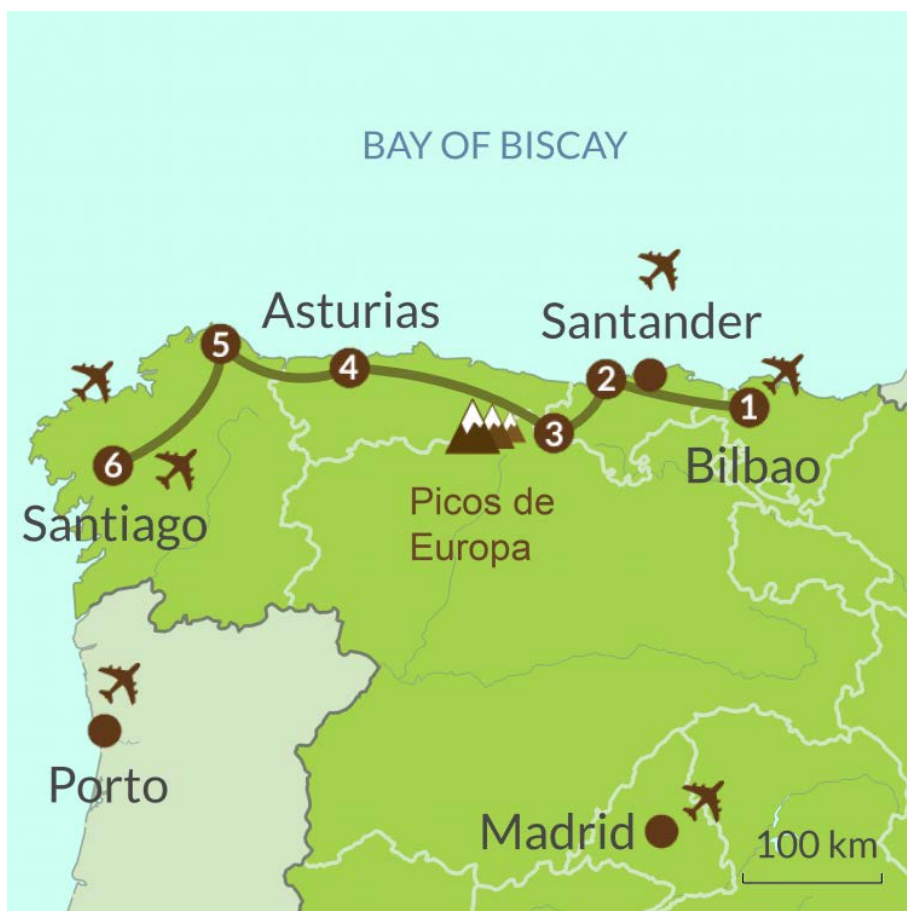 BAY OF BISCAY
Asturias
Santander
5
4
2
1
3
6
Bilbao
Santiago
Picos de
Europa
Porto
Madrid
100 km